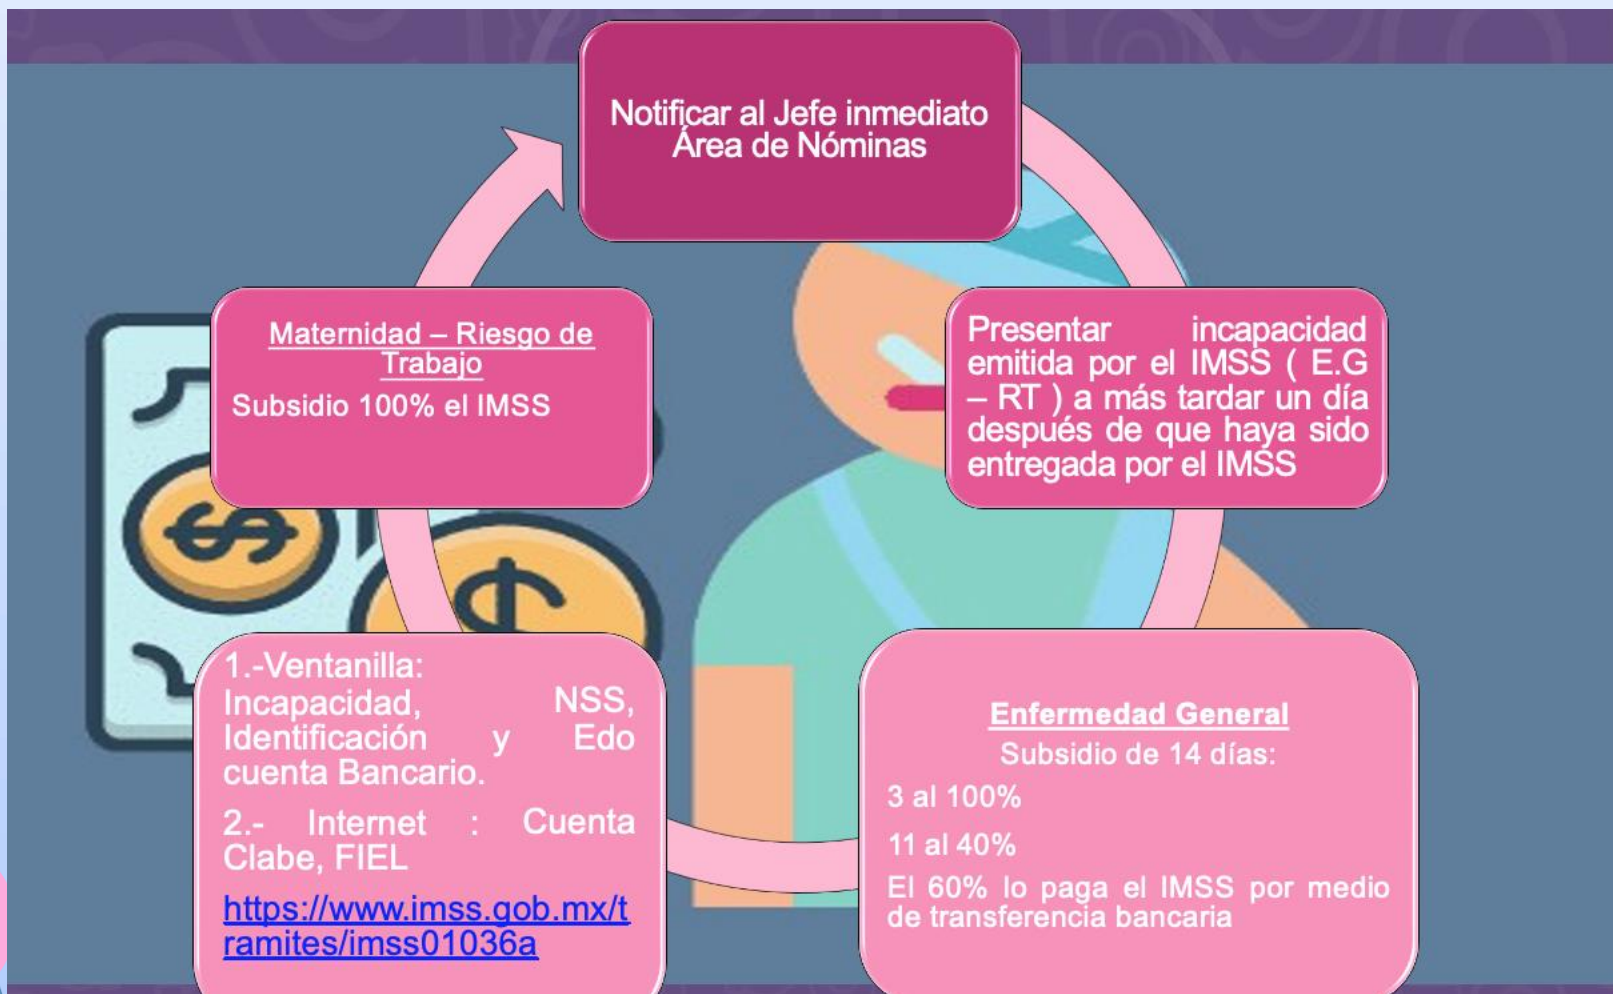 Notificar al Jefe inmediato
Área de Nóminas
Presentar incapacidad
emitida por el IMSS ( E.G
– RT ) a más tardar un día
después de que haya sido
entregada por el IMSS
Enfermedad General
Subsidio de 14 días:
3 al 100%
11 al 40%
El 60% lo paga el IMSS por medio
de transferencia bancaria
1.-Ventanilla:
Incapacidad, NSS,
Identificación y Edo
cuenta Bancario.
2.- Internet : Cuenta
Clabe, FIEL
https://www.imss.gob.mx/t
ramites/imss01036a
Maternidad – Riesgo de
Trabajo
Subsidio 100% el IMSS